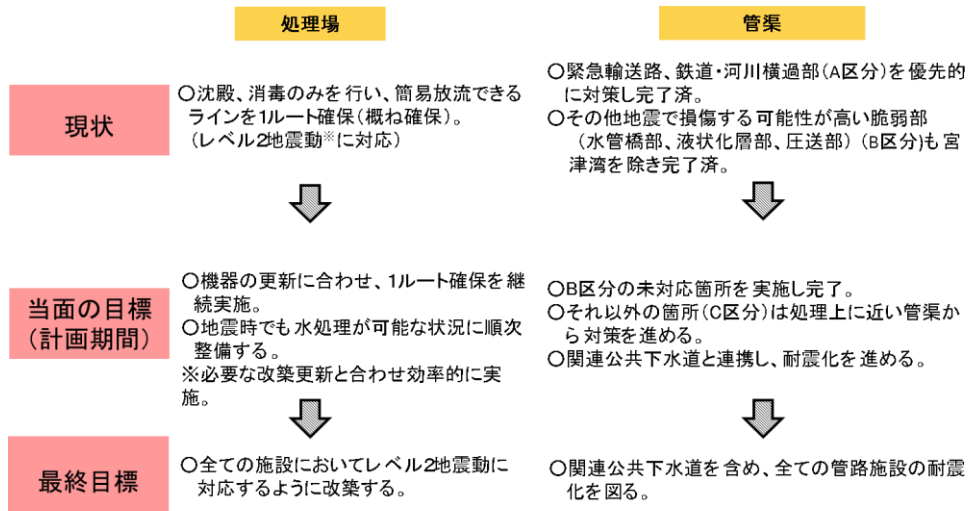 処理場
管渠
現状
○沈殿、消毒のみを行い、簡易放流できる
ラインを1ルート確保(概ね確保)。
(レベル2地震動※に対応)
○緊急輸送路、鉄道・河川横過部(A区分)を優先的
に対策し完了済。
○その他地震で損傷する可能性が高い脆弱部
(水管橋部、液状化層部、圧送部)(B区分)も宮
津湾を除き完了済。
当面の目標
(計画期間)
○機器の更新に合わせ、1ルート確保を継
続実施。
○地震時でも水処理が可能な状況に順次
整備する。
※必要な改築更新と合わせ効率的に実
施。
○B区分の未対応箇所を実施し完了。
○それ以外の箇所(C区分)は処理上に近い管渠か
ら対策を進める。
○関連公共下水道と連携し、耐震化を進める。
最終目標
○全ての施設においてレベル2地震動に
対応するように改築する。
○関連公共下水道を含め、全ての管路施設の耐震
化を図る。